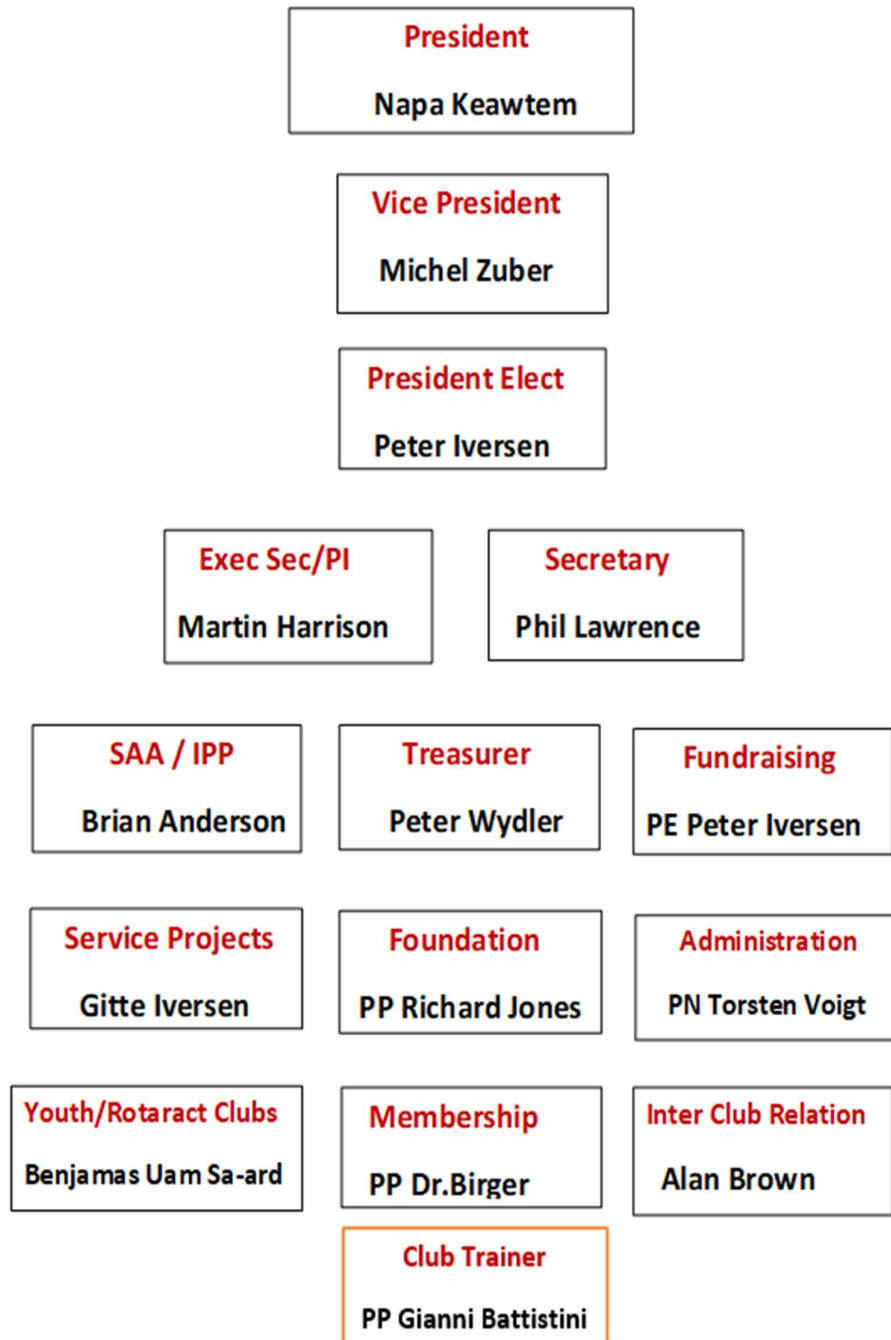 President
Napa Keawtem
Vice President
Michel Zuber
President Elect
Peter Iversen
Exec Sec/PI
Martin Harrison
Secretary
Phil Lawrence
SAA / IPP
Brian Anderson
Treasurer
Peter Wydler
Fundraising
PE Peter Iversen
Service Projects
Gitte Iversen
Foundation
PP Richard Jones
Administration
PN Torsten Voigt
Youth/Rotaract Clubs
Benjamas Uam Sa-ard
Membership
PP Dr.Birger
Inter Club Relation
Alan Brown
Club Trainer
PP Gianni Battistini